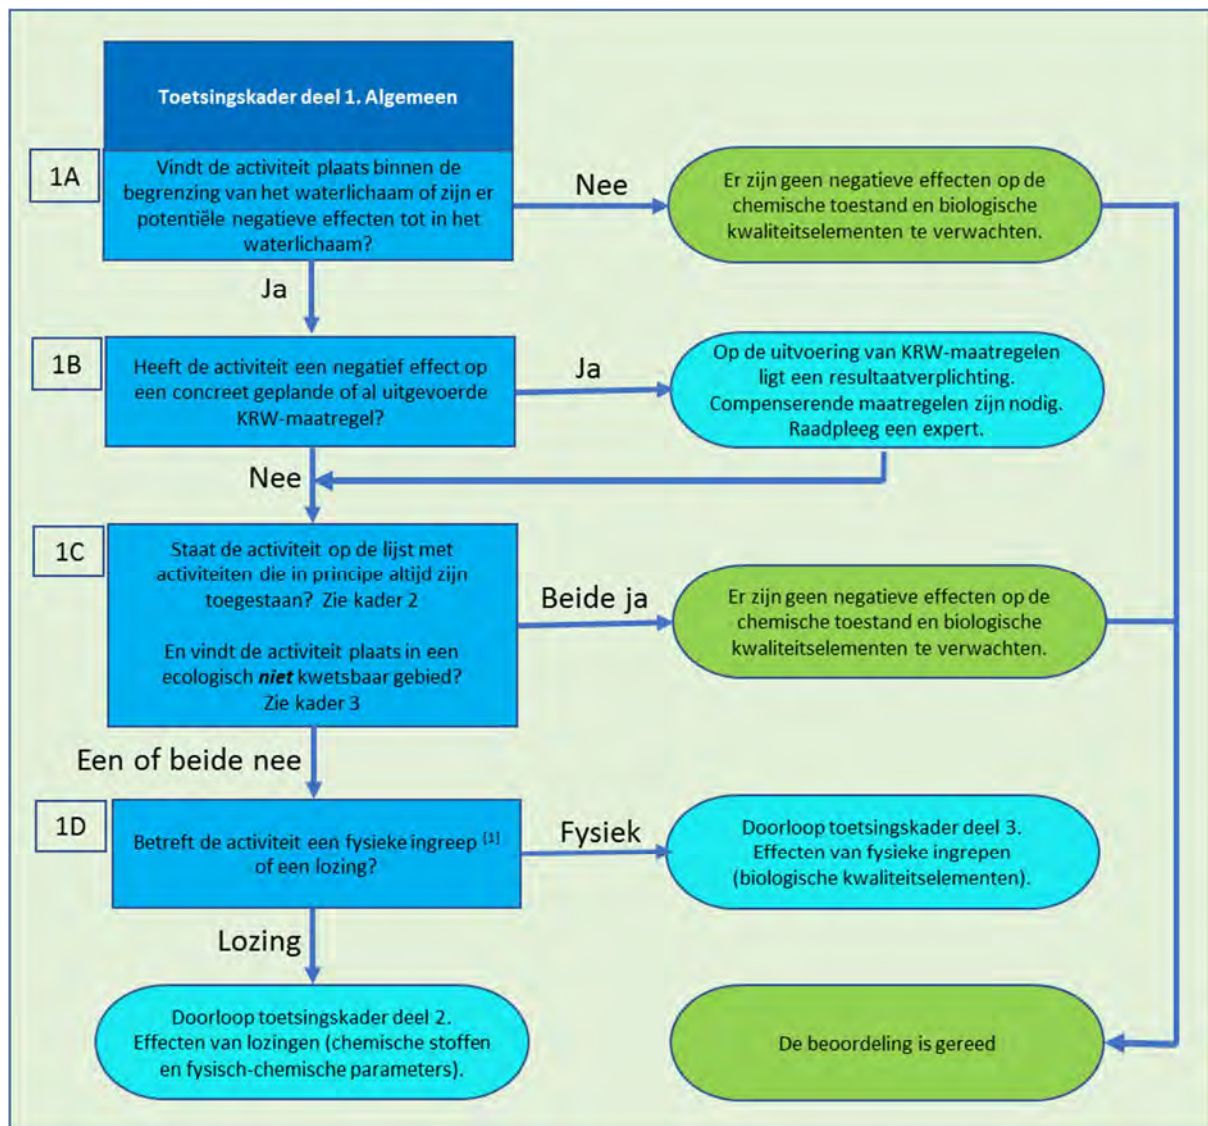 Toetsingskader deel 1. Algemeen
1A
Vindt de activiteit plaats binnen de
begrenzing van het waterlichaam of zijn er
potentiële negatieve effecten tot in het
waterlichaam?
Nee
Er zijn geen negatieve effecten op de
chemische toestand en biologische
kwaliteitselementen te verwachten.
Ja
1B
Heeft de activiteit een negatief effect op
een concreet geplande of al uitgevoerde
KRW-maatregel?
Ja
Op de uitvoering van KRW-maatregelen
ligt een resultaatverplichting.
Compenserende maatregelen zijn nodig.
Raadpleeg een expert.
Nee
1C
Staat de activiteit op de lijst met
activiteiten die in principe altijd zijn
toegestaan? Zie kader 2
En vindt de activiteit plaats in een
ecologisch niet kwetsbaar gebied?
Zie kader 3
Beide ja
Er zijn geen negatieve effecten op de
chemische toestand en biologische
kwaliteitselementen te verwachten.
Een of beide nee
1D
Betreft de activiteit een fysieke ingreep [1]
of een lozing?
Fysiek
Doorloop toetsingskader deel 3.
Effecten van fysieke ingrepen
(biologische kwaliteitselementen).
Lozing
Doorloop toetsingskader deel 2.
Effecten van lozingen (chemische stoffen
en fysisch-chemische parameters).
De beoordeling is gereed